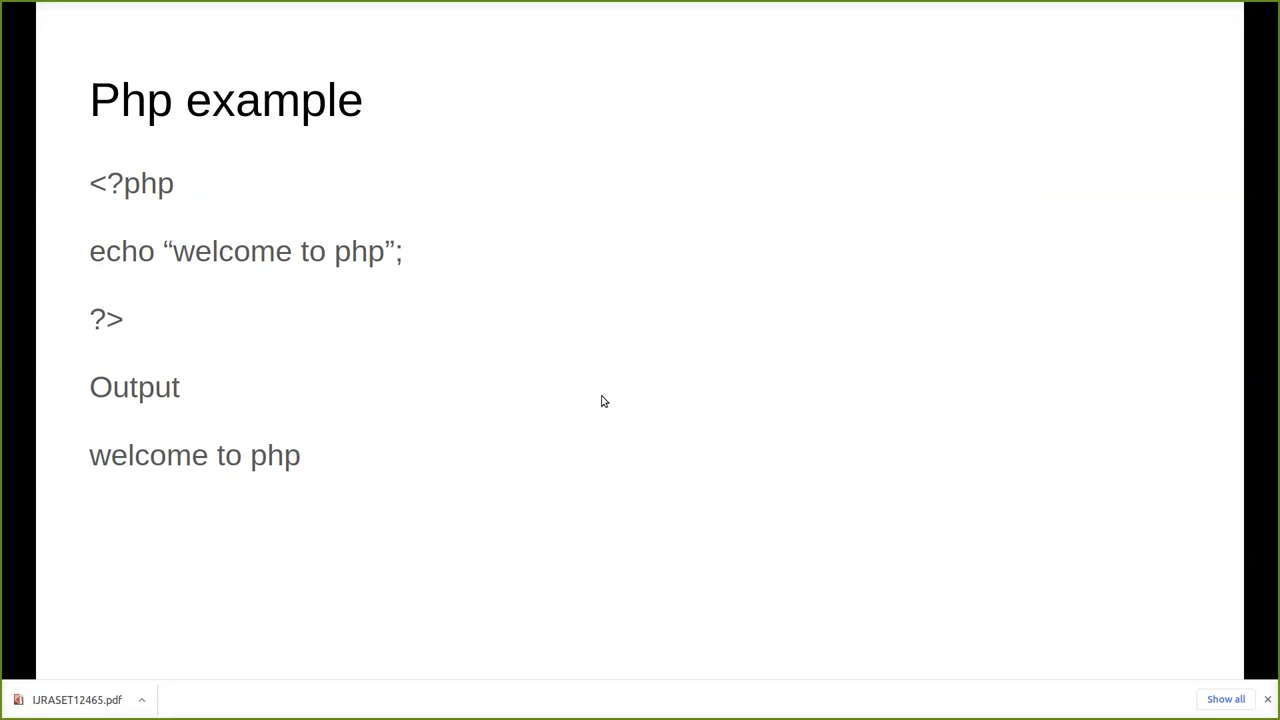 Php example
<?php
echo “welcome to php”;
?>
Output
welcome to php
IJRASET12465.pdf
Show all